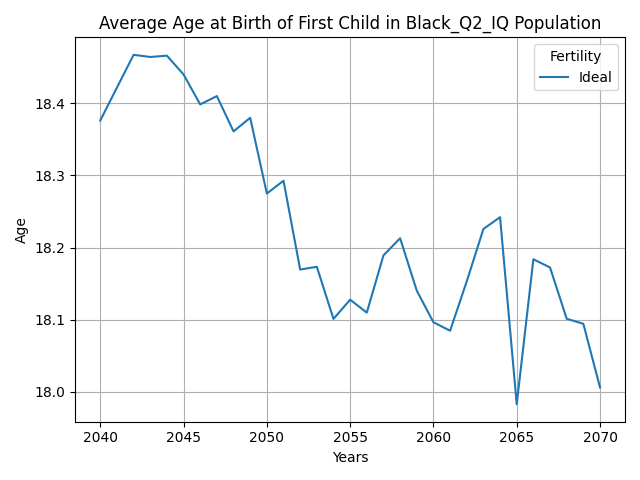 Average Age at Birth of First Child in Black_Q2_IQ Population
Fertility
Ideal
Age
18.4
18.3
18.2
18.1
18.0
2040 2045 2050 2055 2060 2065 2070
Years